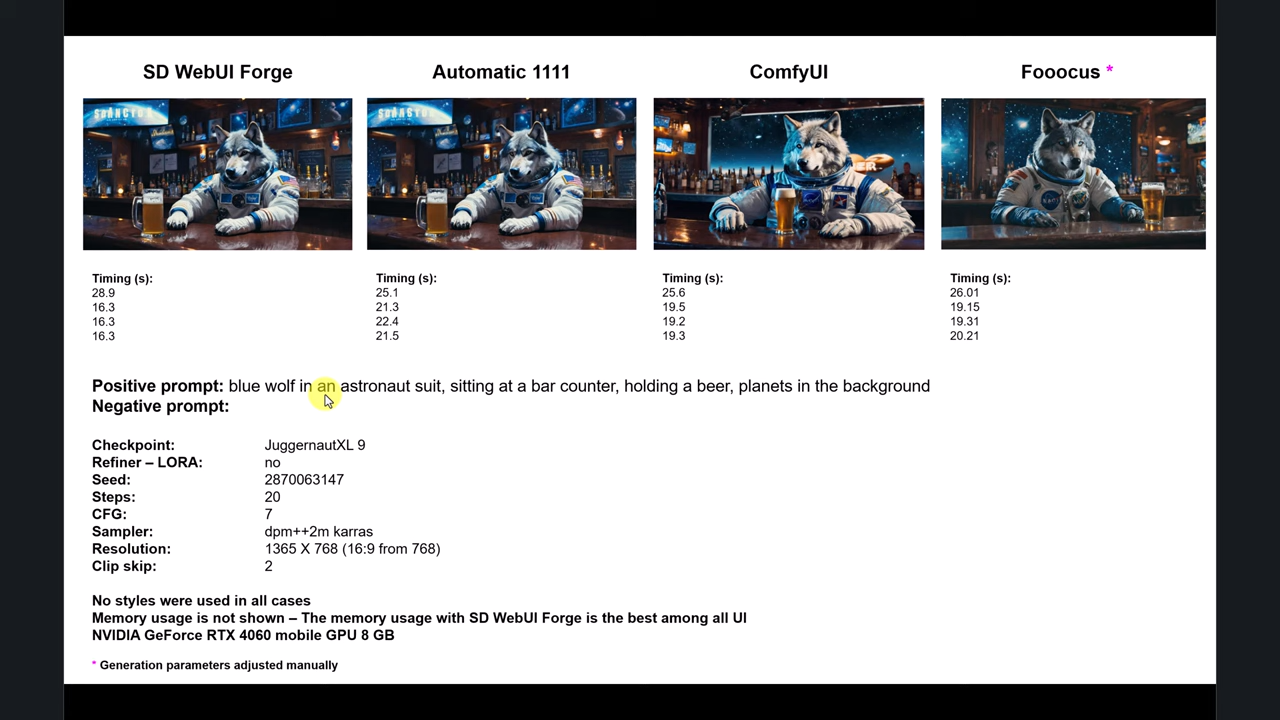 SD WebUI Forge
Automatic 1111
ComfyUI
Fooocus *
Timing (s):
28.9
16.3
16.3
16.3
Timing (s):
25.1
21.3
22.4
21.5
Timing (s):
25.6
19.5
19.2
19.3
Timing (s):
26.01
19.15
19.31
20.21
Positive prompt: blue wolf in an astronaut suit, sitting at a bar counter, holding a beer, planets in the background
Negative prompt:
Checkpoint: JuggernautXL 9
Refiner – LORA: no
Seed: 2870063147
Steps: 20
CFG: 7
Sampler: dpm++2m karras
Resolution: 1365 X 768 (16:9 from 768)
Clip skip: 2
No styles were used in all cases
Memory usage is not shown – The memory usage with SD WebUI Forge is the best among all UI
NVIDIA GeForce RTX 4060 mobile GPU 8 GB
* Generation parameters adjusted manually